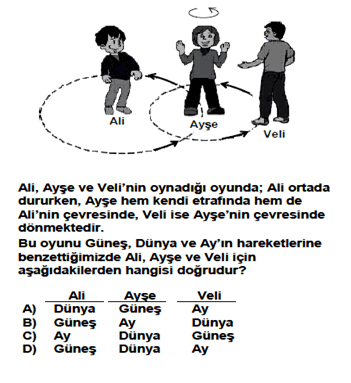 Ali
Ayşe
Veli
Ali, Ayşe ve Veli'nin oynadığı oyunda; Ali ortada
dururken, Ayşe hem kendi etrafında hem de
Ali'nin çevresinde, Veli ise Ayşe'nin çevresinde
dönmektedir.
Bu oyunu Güneş, Dünya ve Ay'ın hareketlerine
benzettiğimizde Ali, Ayşe ve Veli için
aşağıdakilerden hangisi doğrudur?
Ali Ayşe Veli
A) Dünya Güneş Ay
B) Güneş Ay Dünya
C) Ay Dünya Güneş
D) Güneş Dünya Ay